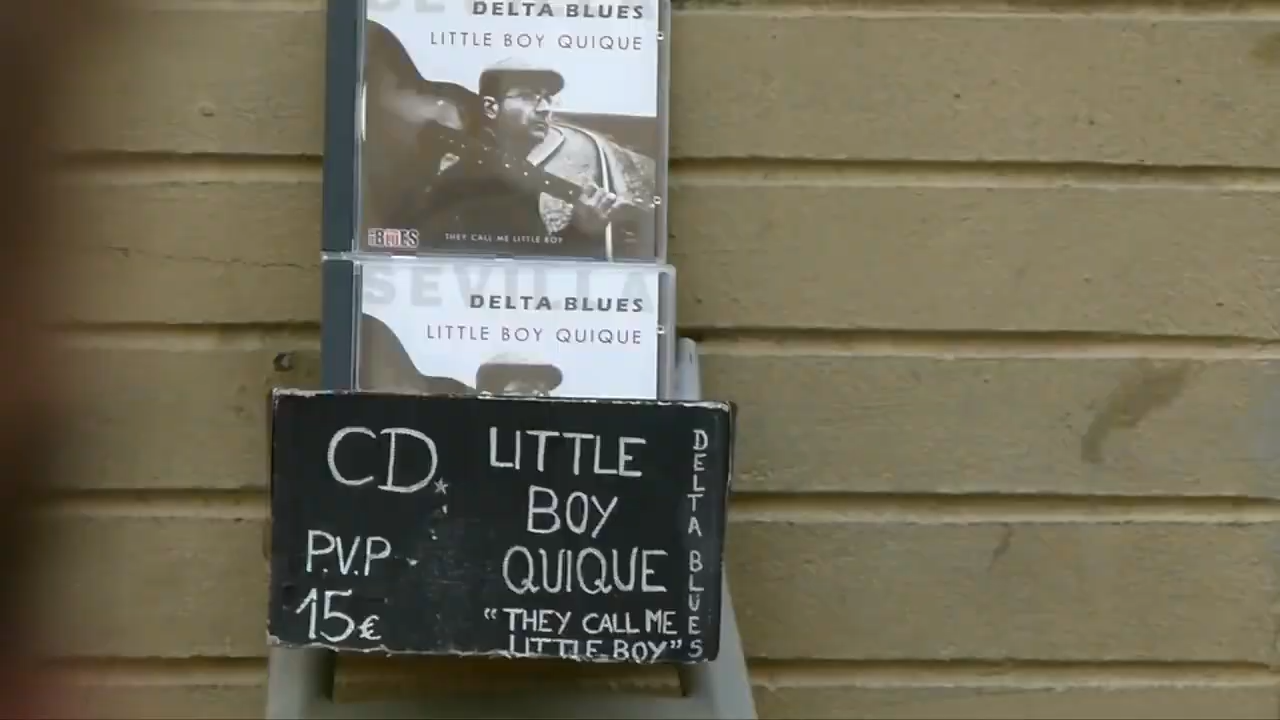 DELTA BLUES
LITTLE BOY QUIQUE
BLUES
THEY CALL ME LITTLE BOY
SEVILLA
DELTA BLUES
LITTLE BOY QUIQUE
CD.
P.V.P
15€
LITTLE
BOY
QUIQUE
“THEY CALL ME
LITTLE BOY”
DELTA BLUES